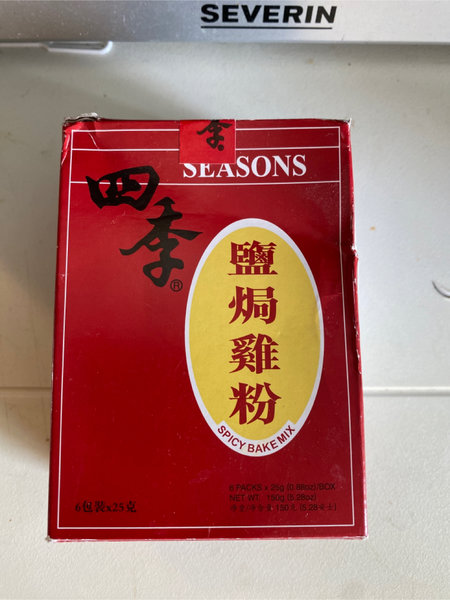 SEVERIN
季
SEASONS
四季®
鹽焗雞粉
SPICY BAKE MIX
6 PACKS x 25g (0.88oz)/BOX
NET WT 150g (5.28oz)
6包裝x25克